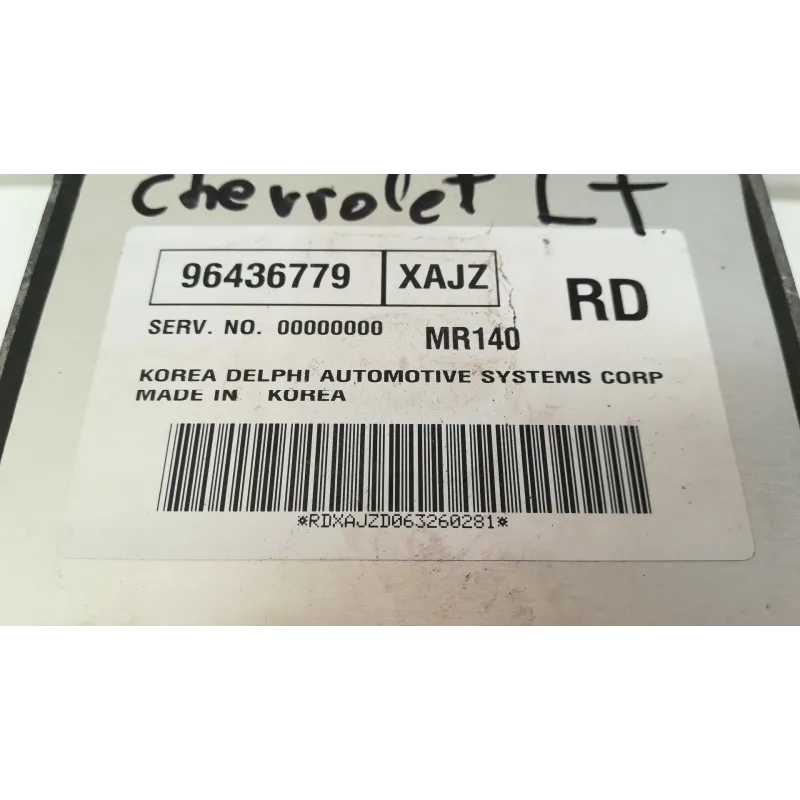 Chevrolet LT
96436779 XAJZ RD
SERV. NO. 00000000 MR140
KOREA DELPHI AUTOMOTIVE SYSTEMS CORP
MADE IN KOREA
*RDXAJZD063260281*